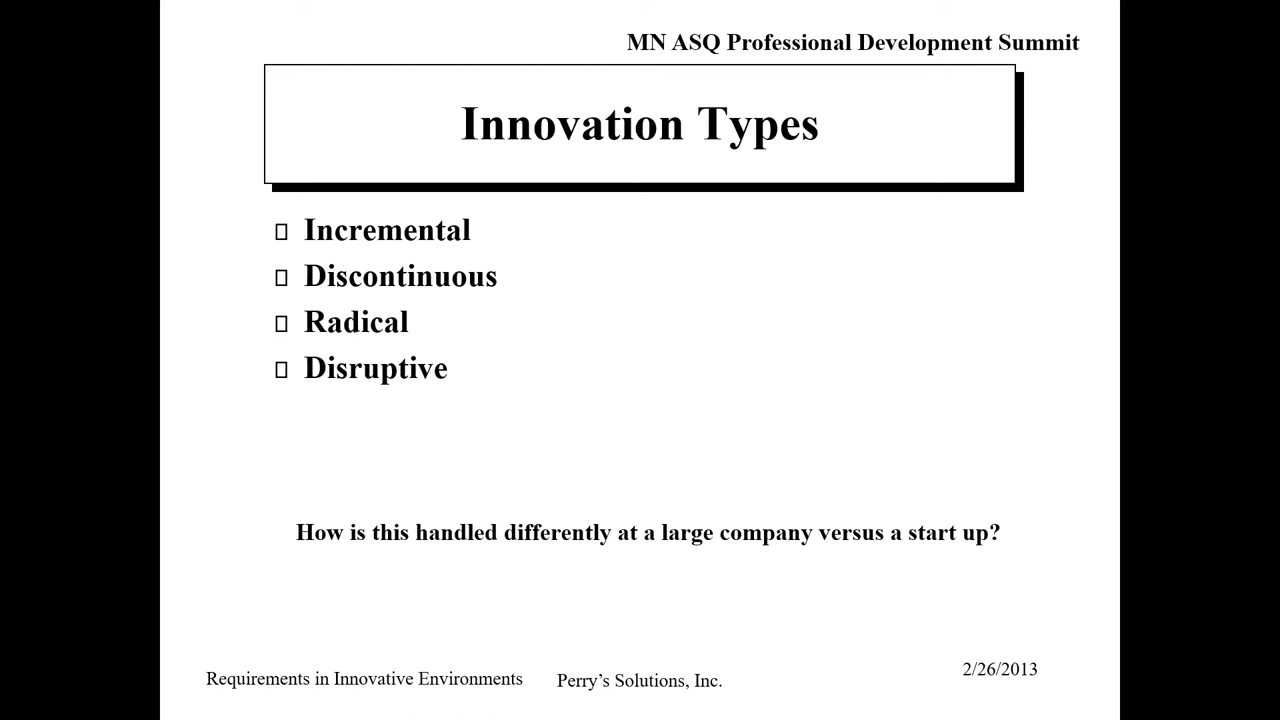 MN ASQ Professional Development Summit
Innovation Types
Incremental
Discontinuous
Radical
Disruptive
How is this handled differently at a large company versus a start up?
Requirements in Innovative Environments
Perry’s Solutions, Inc.
2/26/2013